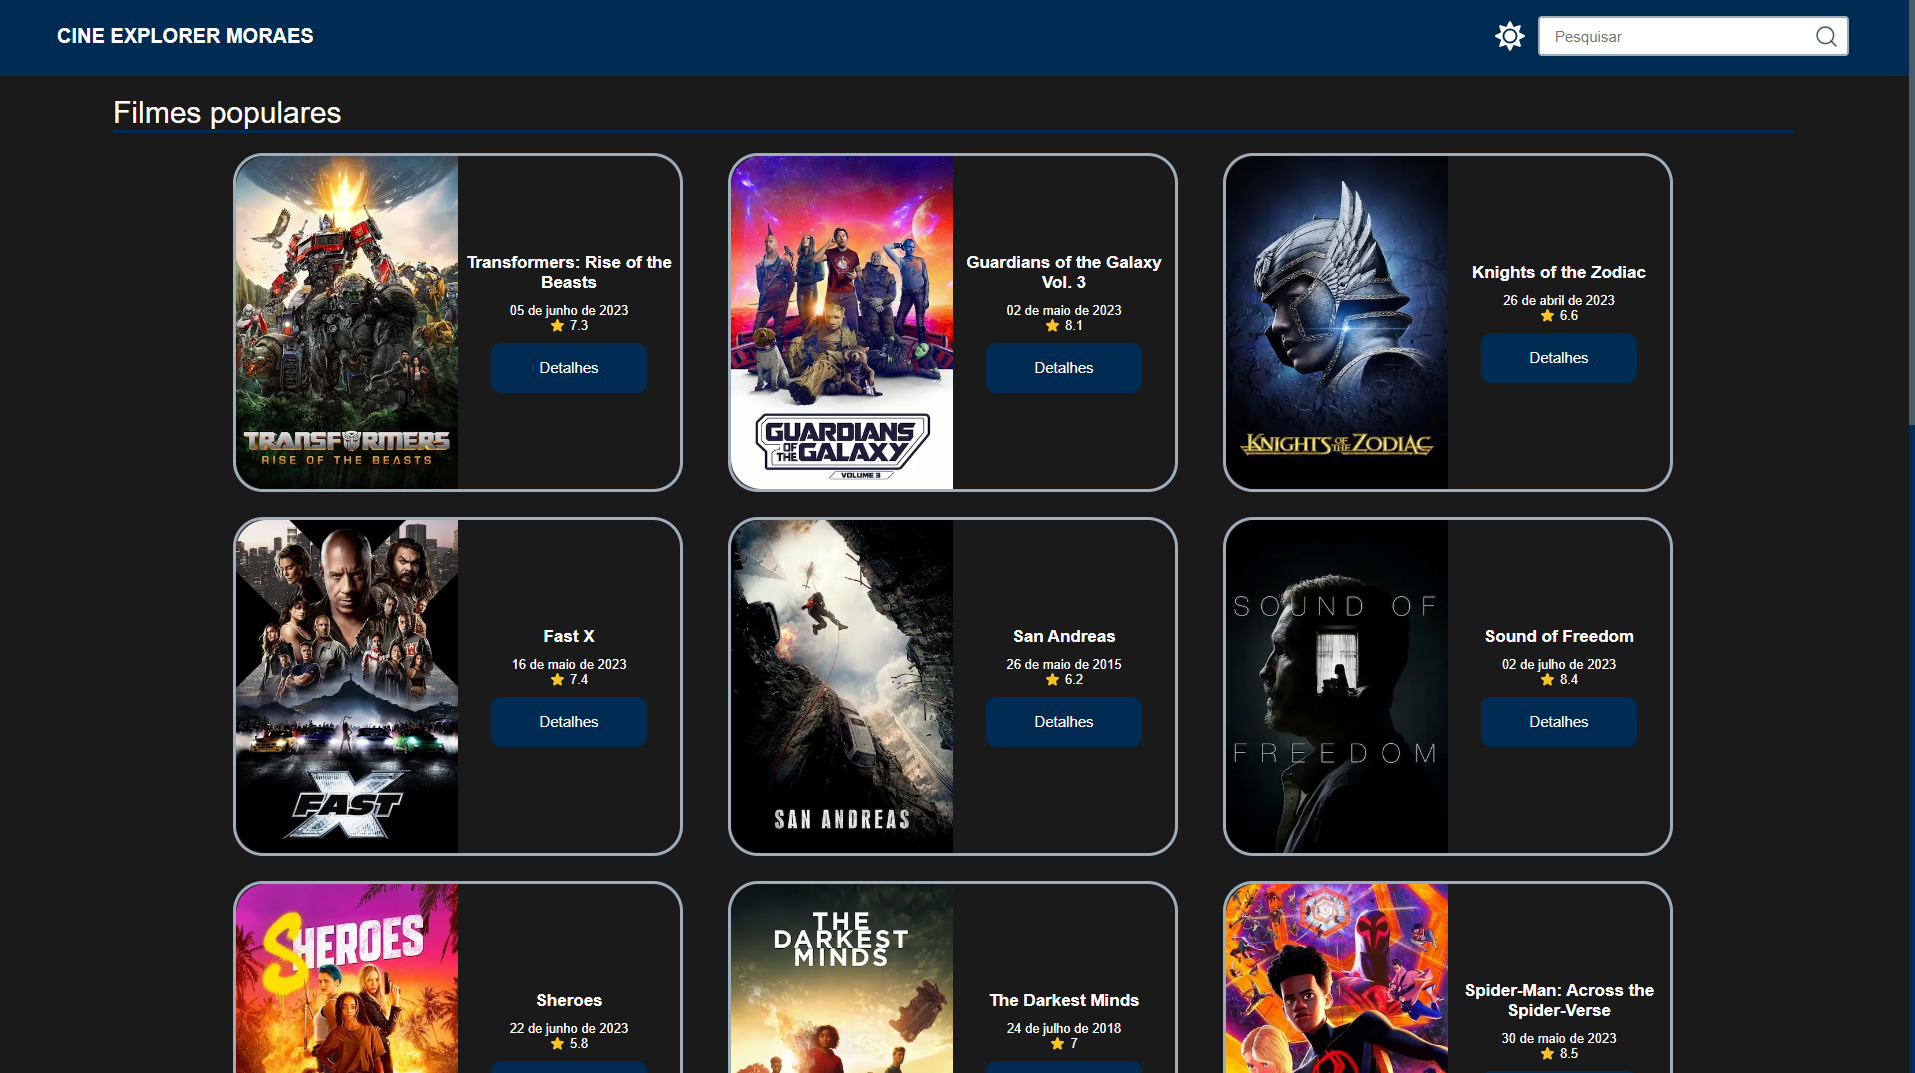 CINE EXPLORER MORAES
Pesquisar
Filmes populares
TRANSFORMERS
RISE OF THE BEASTS
Transformers: Rise of the
Beasts
05 de junho de 2023
7.3
Detalhes
GUARDIANS
OF THE GALAXY
VOLUME 3
Guardians of the Galaxy
Vol. 3
02 de maio de 2023
8.1
Detalhes
KNIGHTS OF THE ZODIAC
Knights of the Zodiac
26 de abril de 2023
6.6
Detalhes
FAST X
Fast X
16 de maio de 2023
7.4
Detalhes
SAN ANDREAS
San Andreas
26 de maio de 2015
6.2
Detalhes
SOUND OF
FREEDOM
Sound of Freedom
02 de julho de 2023
8.4
Detalhes
SHEROES
Sheroes
22 de junho de 2023
5.8
THE
DARKEST
MINDS
The Darkest Minds
24 de julho de 2018
7
Spider-Man: Across the
Spider-Verse
30 de maio de 2023
8.5